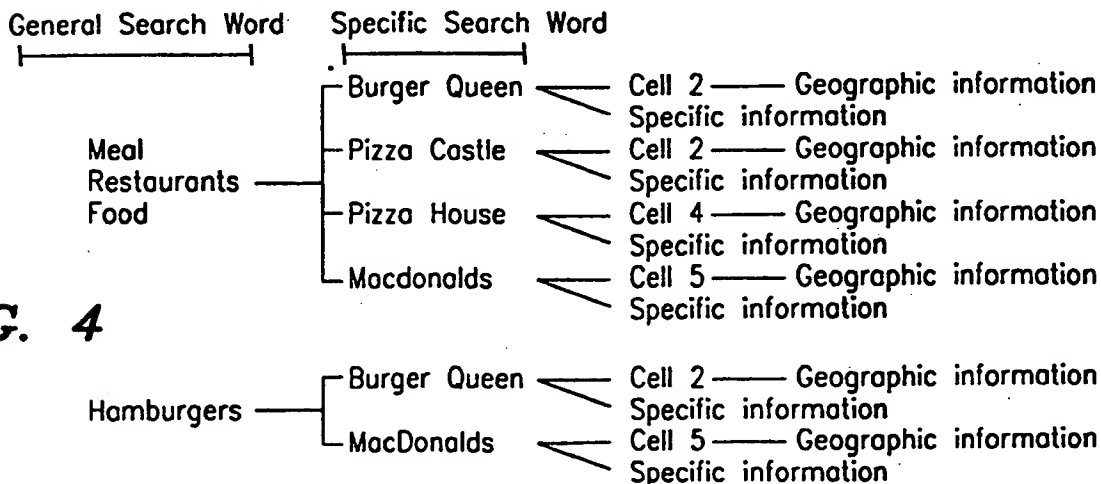 General Search Word Specific Search Word
Burger Queen Cell 2 Geographic information
Specific information
Meal Pizza Castle Cell 2 Geographic information
Restaurants Specific information
Food Pizza House Cell 4 Geographic information
Specific information
Macdonalds Cell 5 Geographic information
Specific information
G. 4
Burger Queen Cell 2 Geographic information
Hamburgers Specific information
MacDonalds Cell 5 Geographic information
Specific information